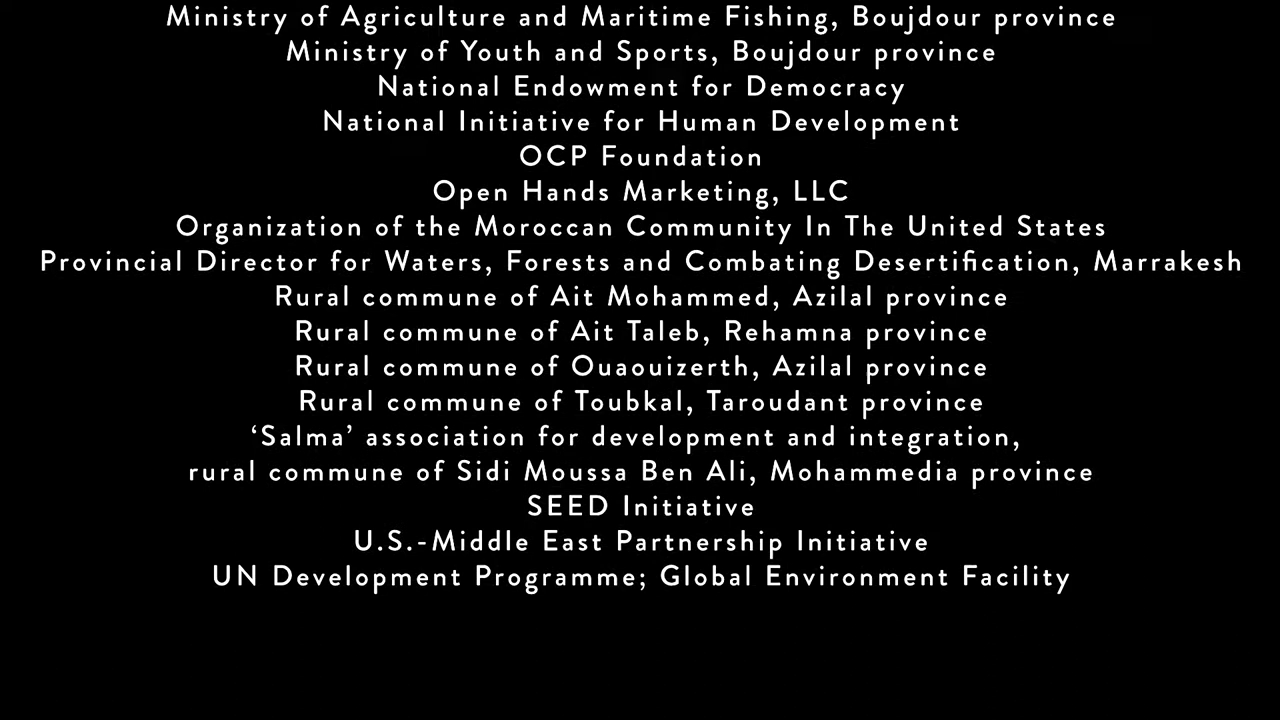 Ministry of Agriculture and Maritime Fishing, Boujdour province
Ministry of Youth and Sports, Boujdour province
National Endowment for Democracy
National Initiative for Human Development
OCP Foundation
Open Hands Marketing, LLC
Organization of the Moroccan Community In The United States
Provincial Director for Waters, Forests and Combating Desertification, Marrakesh
Rural commune of Ait Mohammed, Azilal province
Rural commune of Ait Taleb, Rehamna province
Rural commune of Ouaouizerth, Azilal province
Rural commune of Toubkal, Taroudant province
‘Salma’ association for development and integration,
rural commune of Sidi Moussa Ben Ali, Mohammedia province
SEED Initiative
U.S.-Middle East Partnership Initiative
UN Development Programme; Global Environment Facility